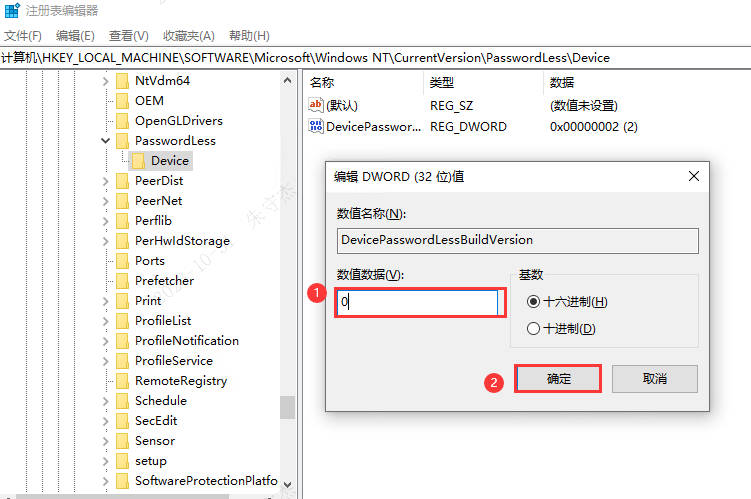 注册表编辑器
文件(F) 编辑(E) 查看(V) 收藏夹(A) 帮助(H)
计算机\HKEY_LOCAL_MACHINE\SOFTWARE\Microsoft\Windows NT\CurrentVersion\PasswordLess\Device
NtVdm64
OEM
OpenGLDrivers
PasswordLess
Device
PeerDist
PeerNet
Perflib
PerHwIdStorage
Ports
Prefetcher
Print
ProfileList
ProfileNotification
ProfileService
RemoteRegistry
Schedule
SecEdit
Sensor
setup
SoftwareProtectionPlatfo
名称 类型 数据
ab (默认) REG_SZ (数值未设置)
DevicePasswor... REG_DWORD 0x00000002 (2)
编辑 DWORD (32 位)值
数值名称(N):
DevicePasswordLessBuildVersion
数值数据(V):
1 0
基数
十六进制(H)
十进制(D)
2 确定 取消
朱守杰